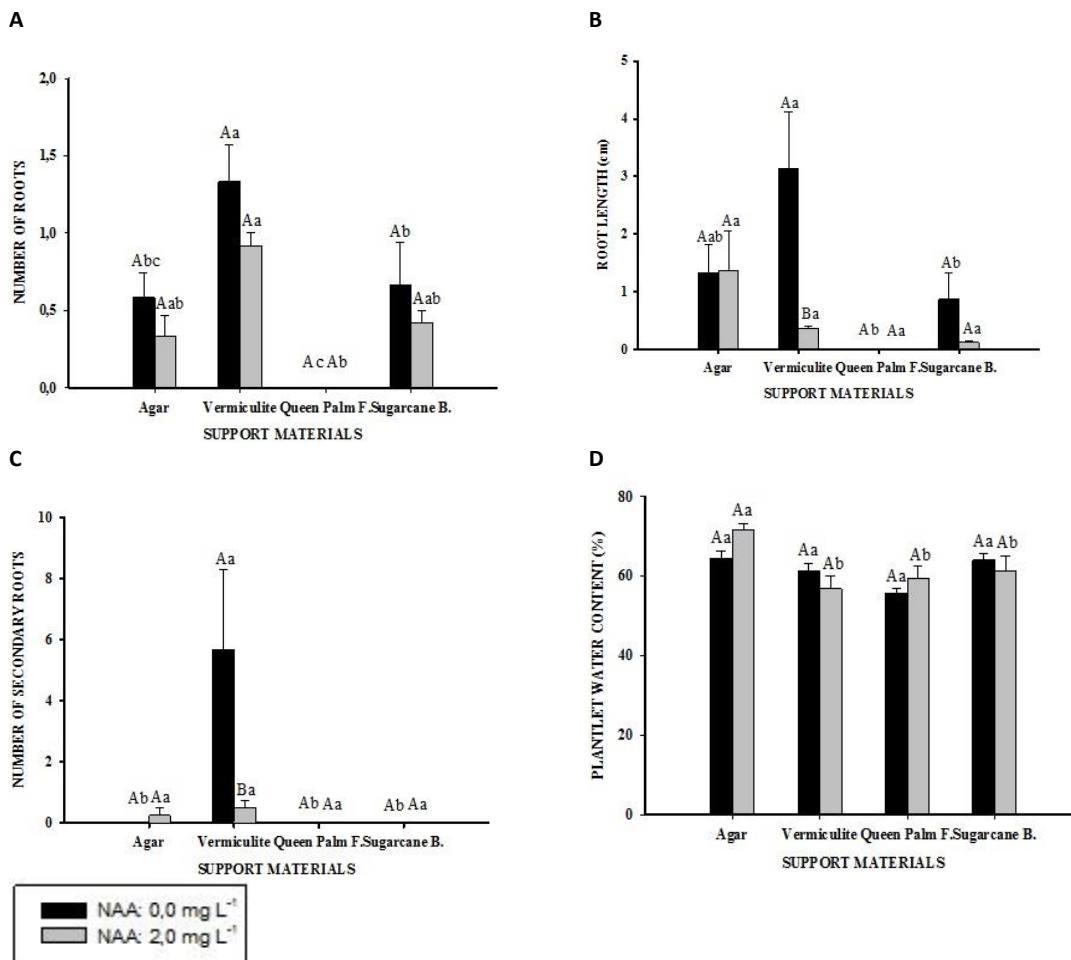 A
NUMBER OF ROOTS
2,0
1,5
1,0
0,5
0,0
Abc
Aab
Aa
Aa
Ac Ab
Ab
Aab
Agar Vermiculite Queen Palm F. Sugarcane B.
SUPPORT MATERIALS
B
ROOT LENGTH (cm)
5
4
3
2
1
0
Aab
Aa
Aa
Ba
Ab Aa
Ab
Aa
Agar Vermiculite Queen Palm F. Sugarcane B.
SUPPORT MATERIALS
C
NUMBER OF SECONDARY ROOTS
10
8
6
4
2
0
Ab Aa
Aa
Ba
Ab Aa
Ab Aa
Agar Vermiculite Queen Palm F. Sugarcane B.
SUPPORT MATERIALS
D
PLANTLET WATER CONTENT (%)
80
60
40
20
0
Aa
Aa
Aa
Ab
Aa
Ab
Aa Ab
Agar Vermiculite Queen Palm F. Sugarcane B.
SUPPORT MATERIALS
NAA: 0,0 mg L⁻¹
NAA: 2,0 mg L⁻¹